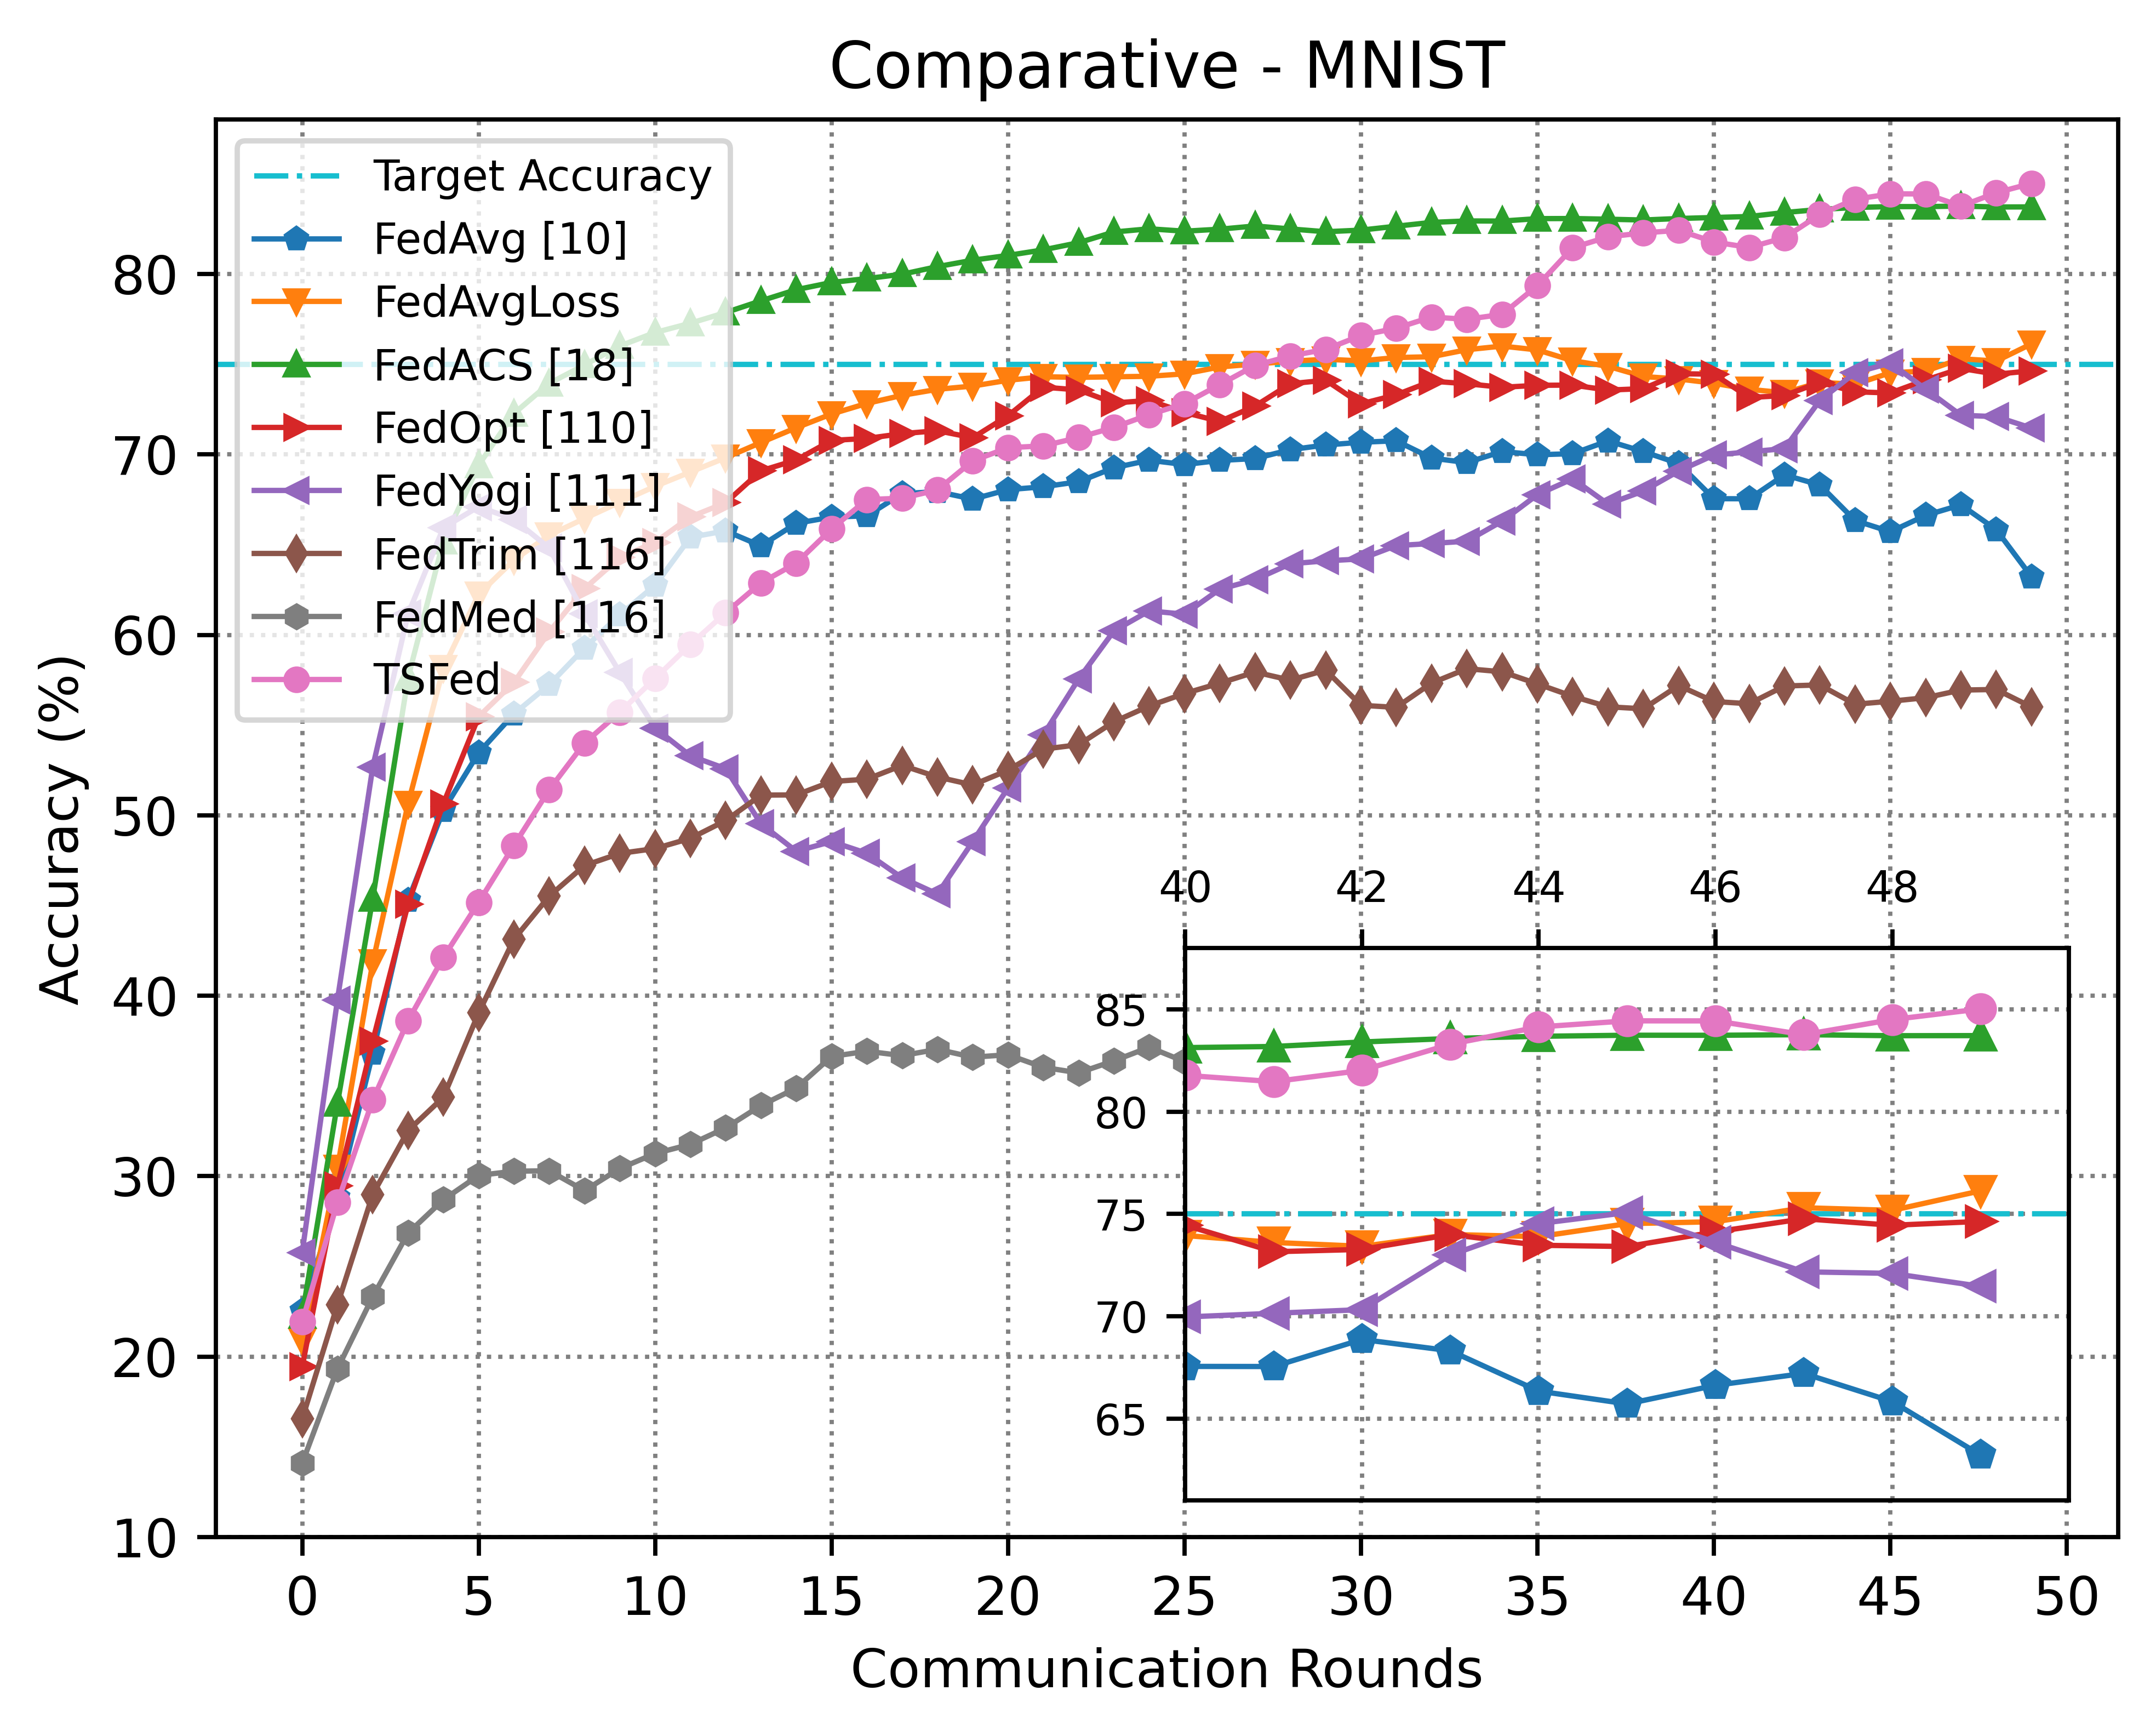 Comparative - MNIST
Target Accuracy
FedAvg [10]
FedAvgLoss
FedACS [18]
FedOpt [110]
FedYogi [111]
FedTrim [116]
FedMed [116]
TSFed
Accuracy (%)
80
70
60
50
40
30
20
10
40 42 44 46 48
85
80
75
70
65
0 5 10 15 20 25 30 35 40 45 50
Communication Rounds